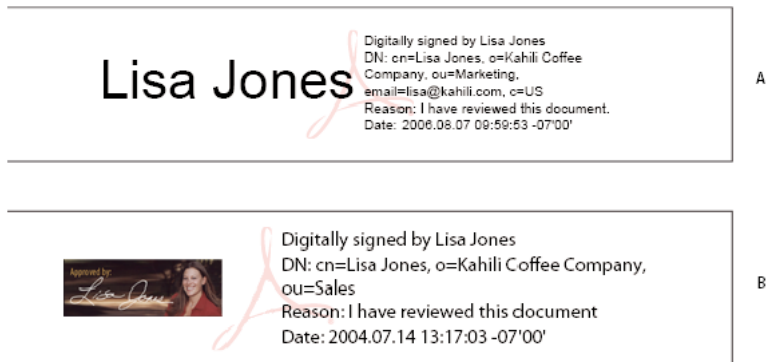 Lisa Jones
Digitally signed by Lisa Jones
DN: cn=Lisa Jones, o=Kahili Coffee
Company, ou=Marketing,
email=lisa@kahili.com, c=US
Reason: I have reviewed this document.
Date: 2006.08.07 09:59:53 -07'00'
A
Approved by:
Lisa Jones
Digitally signed by Lisa Jones
DN: cn=Lisa Jones, o=Kahili Coffee Company,
ou=Sales
Reason: I have reviewed this document
Date: 2004.07.14 13:17:03 -07'00'
B